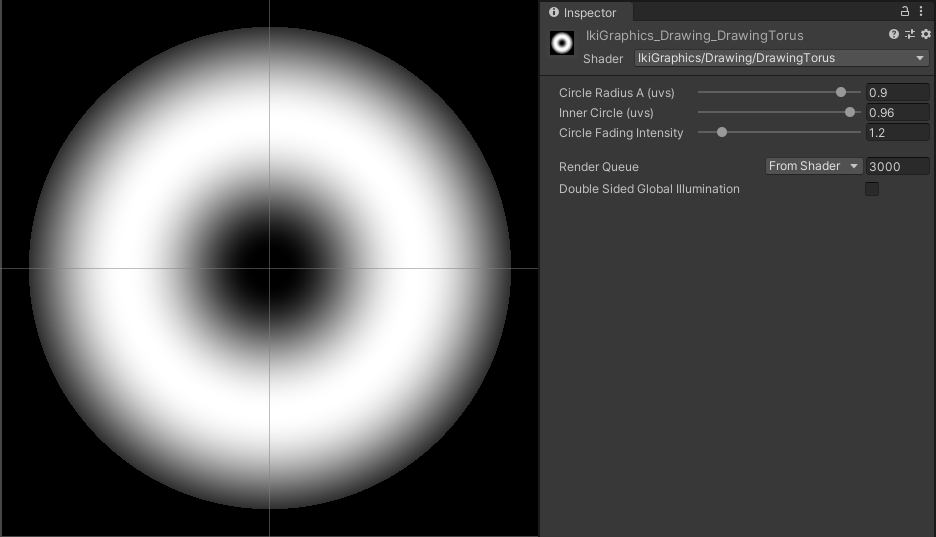 Inspector
IkiGraphics_Drawing_DrawingTorus
Shader IkiGraphics/Drawing/DrawingTorus
Circle Radius A (uvs) 0.9
Inner Circle (uvs) 0.96
Circle Fading Intensity 1.2
Render Queue From Shader 3000
Double Sided Global Illumination